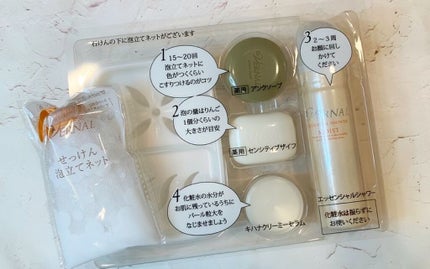 石けんの下に泡立てネットがございます
1
15〜20回
泡立てネットに
色がつくくらい
こすりつけるのがコツ
薬用 アンクソープ
2
泡の量はりんご
1個分くらいの
大きさが目安
薬用 センシティブザイフ
4
化粧水の水分が
お肌に残っているうちに
パール粒大を
なじませましょう
キハナクリーミーセラム
3
2〜3周
お顔に回し
かけて
ください
エッセンシャルシャワー
化粧水は振らずに
お使いください
せっけん
泡立てネット
MOIST